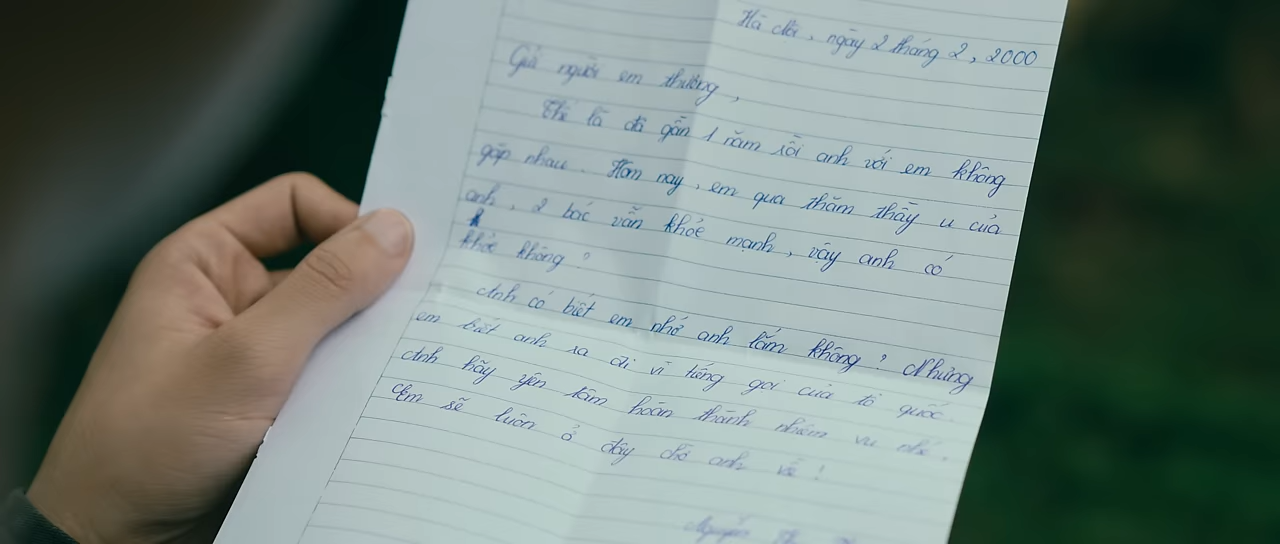 Hà Nội, ngày 2 tháng 2, 2000
Gửi người em thương,
Thế là đã gần 1 năm rồi anh với em không
gặp nhau. Hôm nay, em qua thăm thầy u của
anh, 2 bác vẫn khỏe mạnh, vậy anh có
khỏe không?
Anh có biết em nhớ anh lắm không? Nhưng
em biết anh ra đi vì tiếng gọi của tổ quốc.
Anh hãy yên tâm hoàn thành nhiệm vụ nhé.
Em sẽ luôn ở đây chờ anh về!
Nguyễn